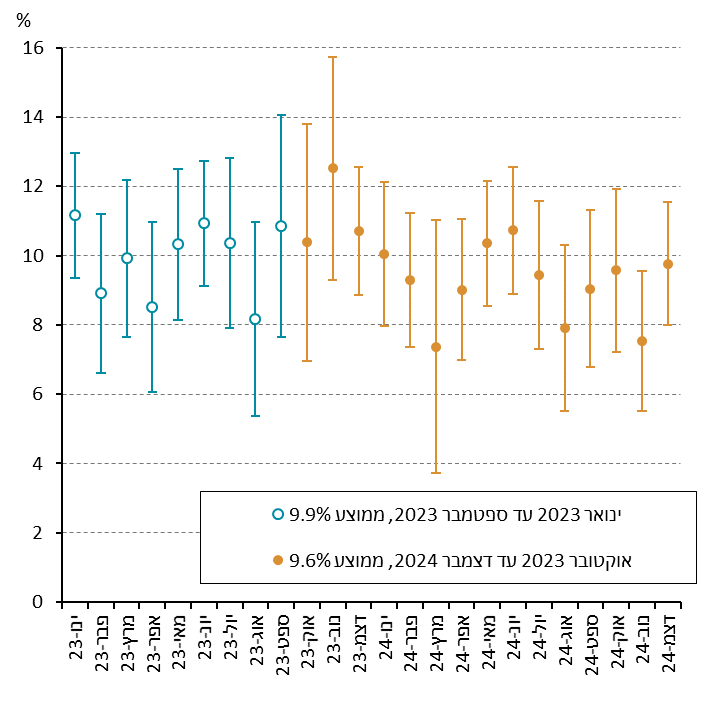 %
16
14
12
10
8
6
4
2
0
ינואר 2023 עד ספטמבר 2023, ממוצע 9.9%
אוקטובר 2023 עד דצמבר 2024, ממוצע 9.6%
ינו-23
פבר-23
מרץ-23
אפר-23
מאי-23
יונ-23
יול-23
אוג-23
ספט-23
אוק-23
נוב-23
דצמ-23
ינו-24
פבר-24
מרץ-24
אפר-24
מאי-24
יונ-24
יול-24
אוג-24
ספט-24
אוק-24
נוב-24
דצמ-24